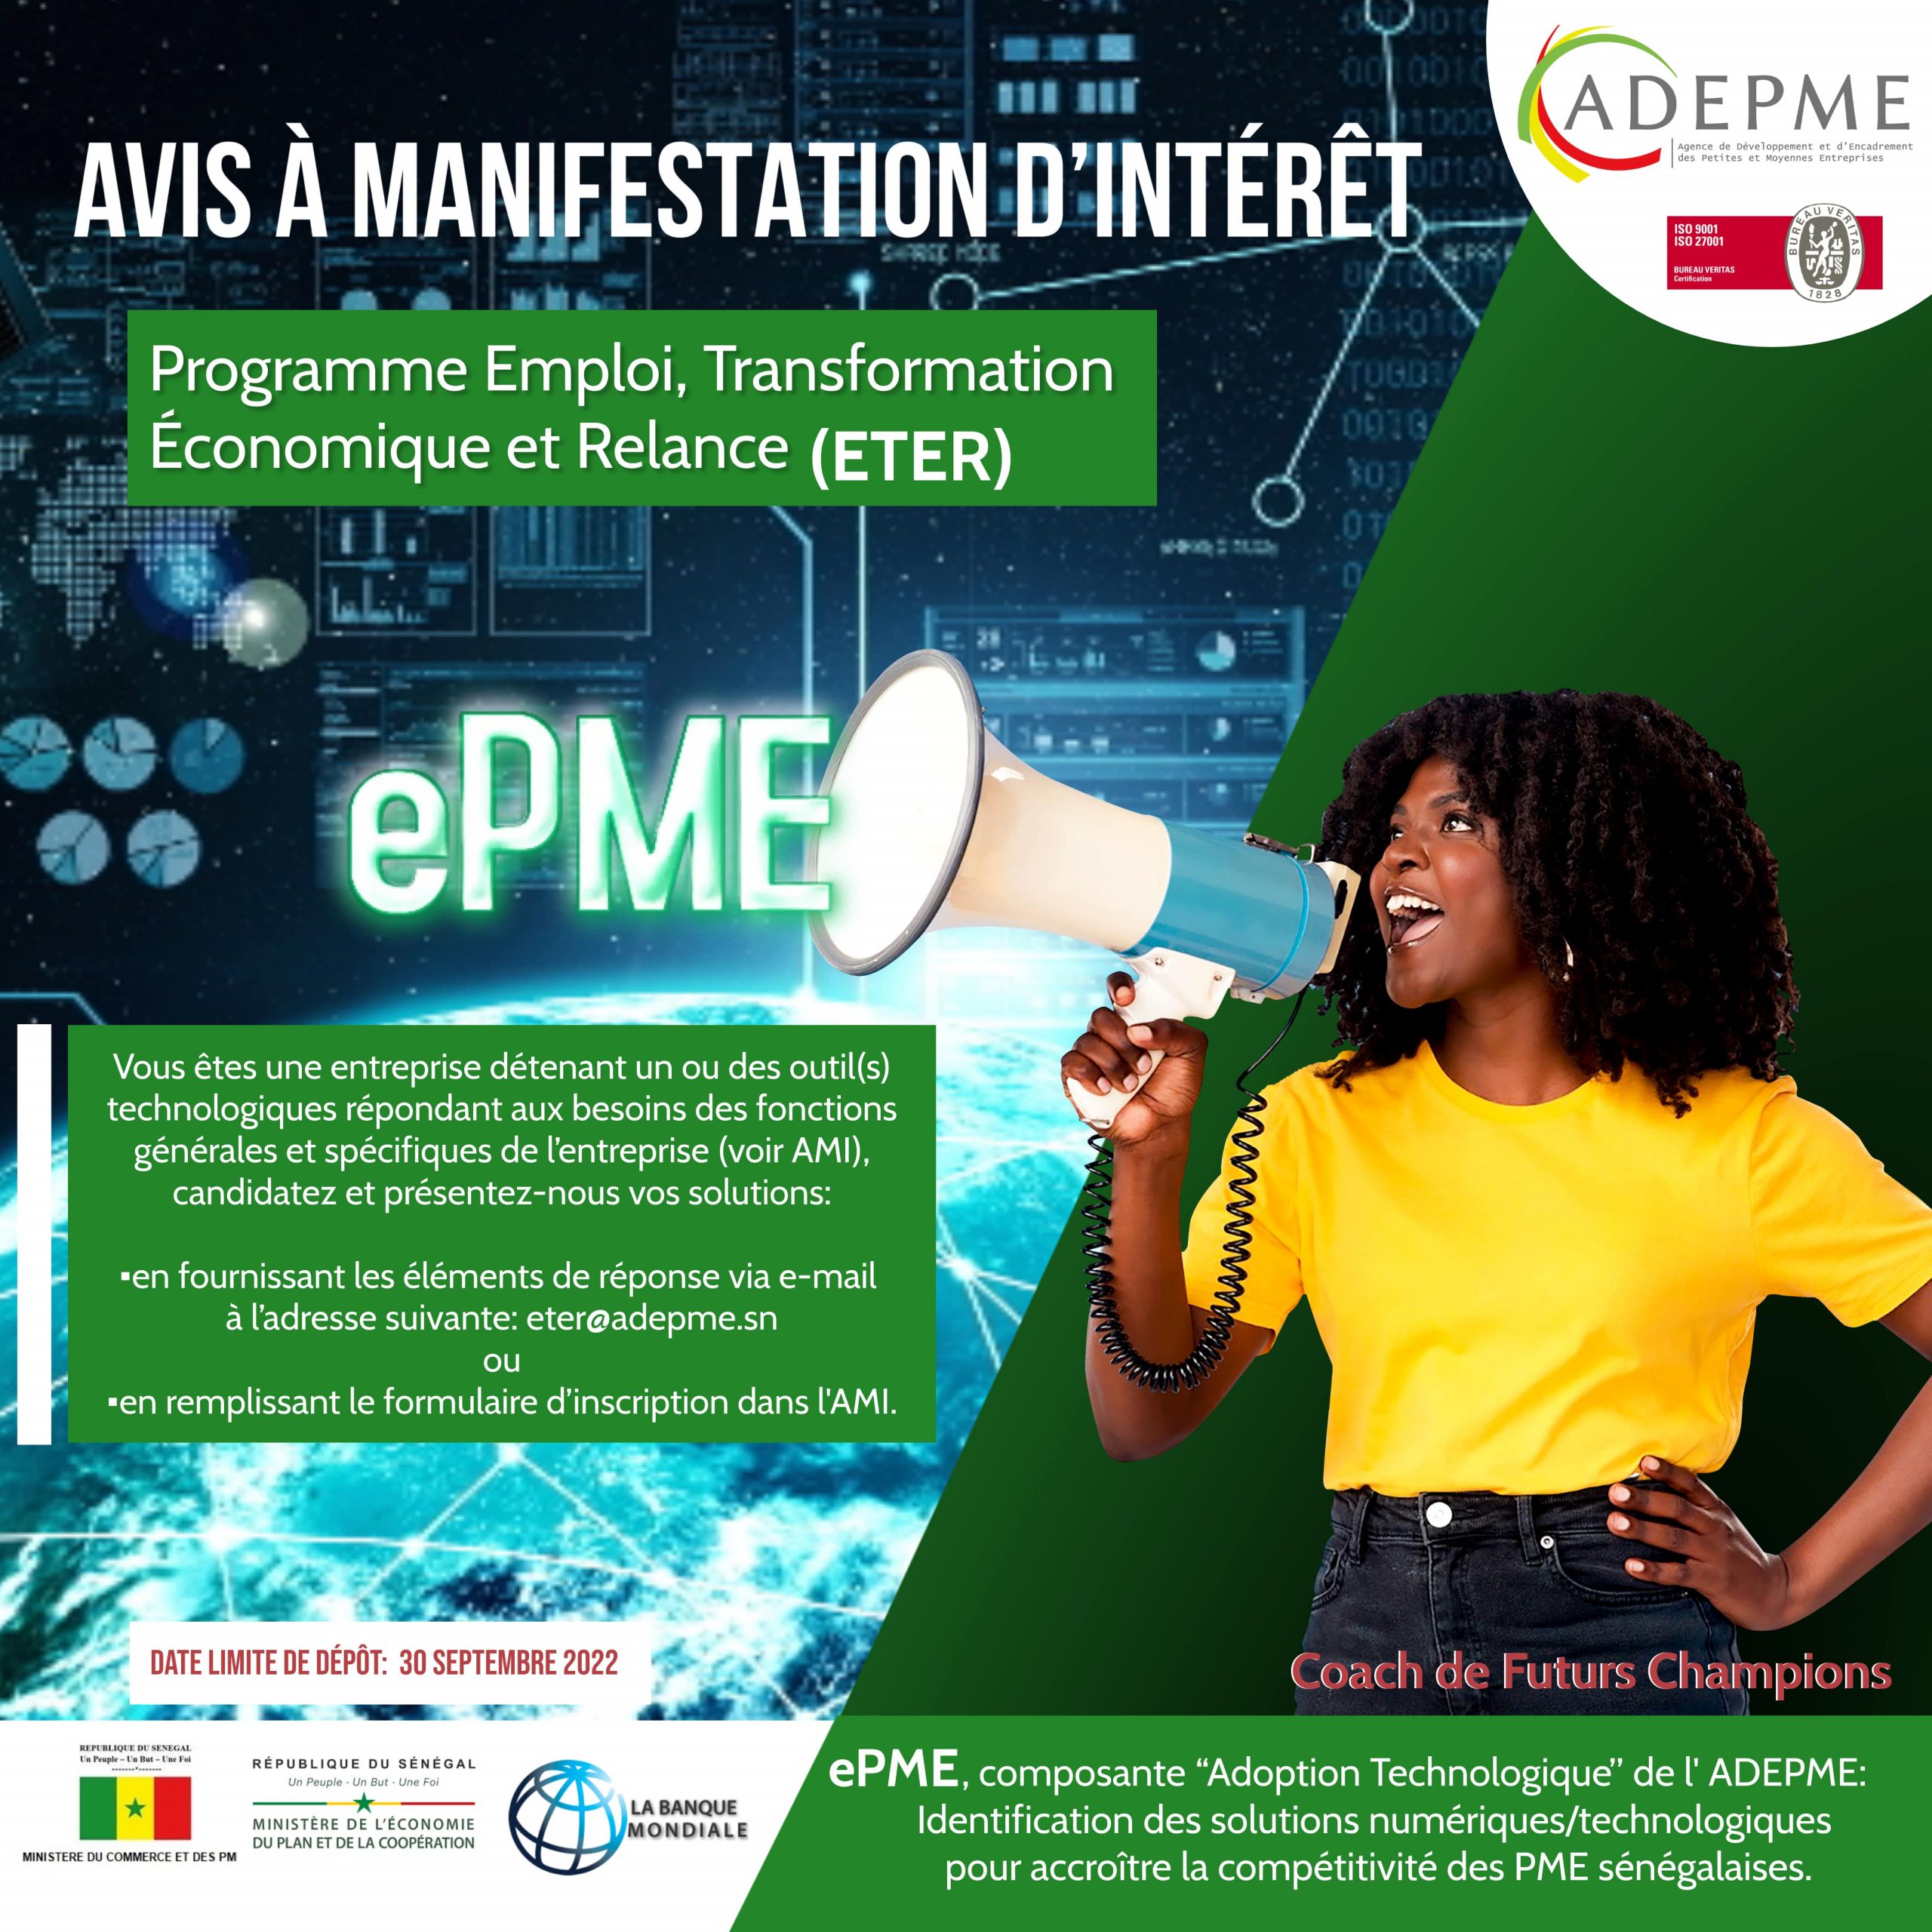 AVIS À MANIFESTATION D'INTÉRÊT
ADEPME
Agence de Développement et d'Encadrement
des Petites et Moyennes Entreprises
ISO 9001
ISO 27001
BUREAU VERITAS
Certification
BUREAU VERITAS
1828
Programme Emploi, Transformation
Économique et Relance (ETER)
ePME
Vous êtes une entreprise détenant un ou des outil(s)
technologiques répondant aux besoins des fonctions
générales et spécifiques de l'entreprise (voir AMI),
candidatez et présentez-nous vos solutions:
▪en fournissant les éléments de réponse via e-mail
à l'adresse suivante: eter@adepme.sn
ou
▪en remplissant le formulaire d'inscription dans l'AMI.
DATE LIMITE DE DÉPÔT: 30 SEPTEMBRE 2022
Coach de Futurs Champions
REPUBLIQUE DU SENEGAL
Un Peuple – Un But – Une Foi
MINISTERE DU COMMERCE ET DES PM
RÉPUBLIQUE DU SÉNÉGAL
Un Peuple - Un But - Une Foi
MINISTÈRE DE L'ÉCONOMIE
DU PLAN ET DE LA COOPÉRATION
LA BANQUE
MONDIALE
ePME, composante “Adoption Technologique” de l' ADEPME:
Identification des solutions numériques/technologiques
pour accroître la compétitivité des PME sénégalaises.